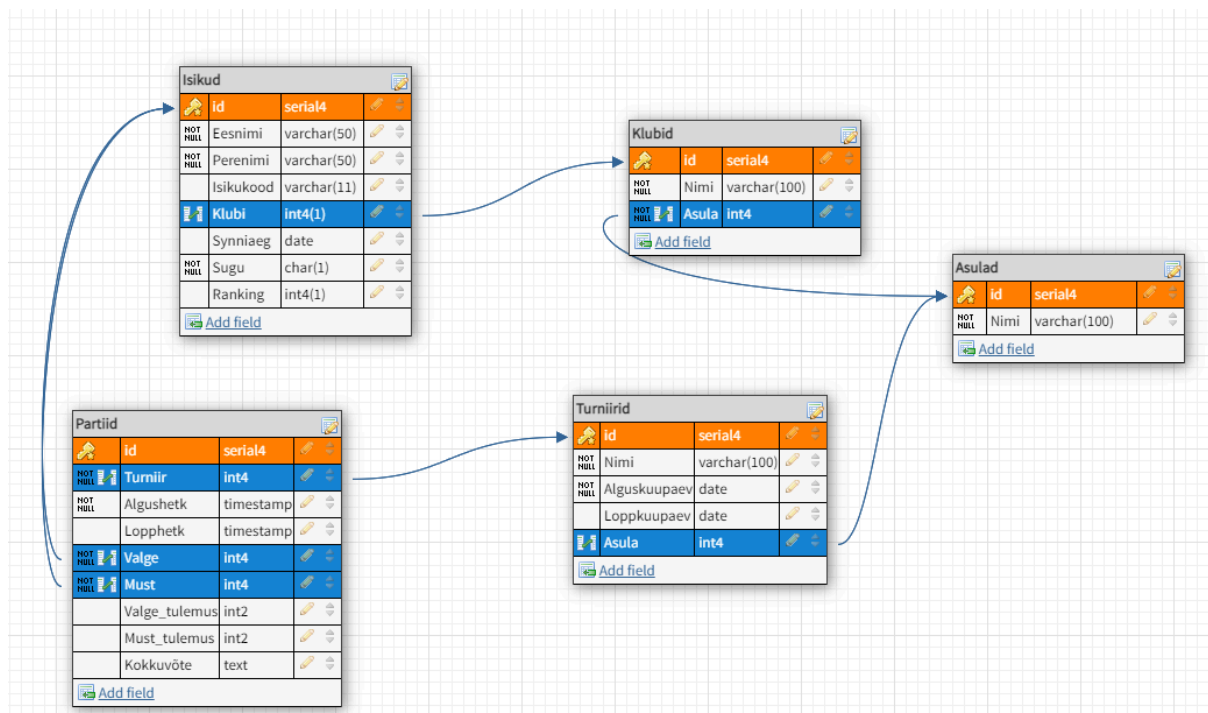 Isikud
id serial4
NOT NULL Eesnimi varchar(50)
NOT NULL Perenimi varchar(50)
Isikukood varchar(11)
Klubi int4(1)
Synniaeg date
NOT NULL Sugu char(1)
Ranking int4(1)
Add field
Klubid
id serial4
NOT NULL Nimi varchar(100)
NOT NULL Asula int4
Add field
Asulad
id serial4
NOT NULL Nimi varchar(100)
Add field
Partiid
id serial4
NOT NULL Turniir int4
NOT NULL Algushetk timestamp
Lopphetk timestamp
NOT NULL Valge int4
NOT NULL Must int4
Valge_tulemus int2
Must_tulemus int2
Kokkuvõte text
Add field
Turniirid
id serial4
NOT NULL Nimi varchar(100)
NOT NULL Alguskuupaev date
Loppkuupaev date
Asula int4
Add field